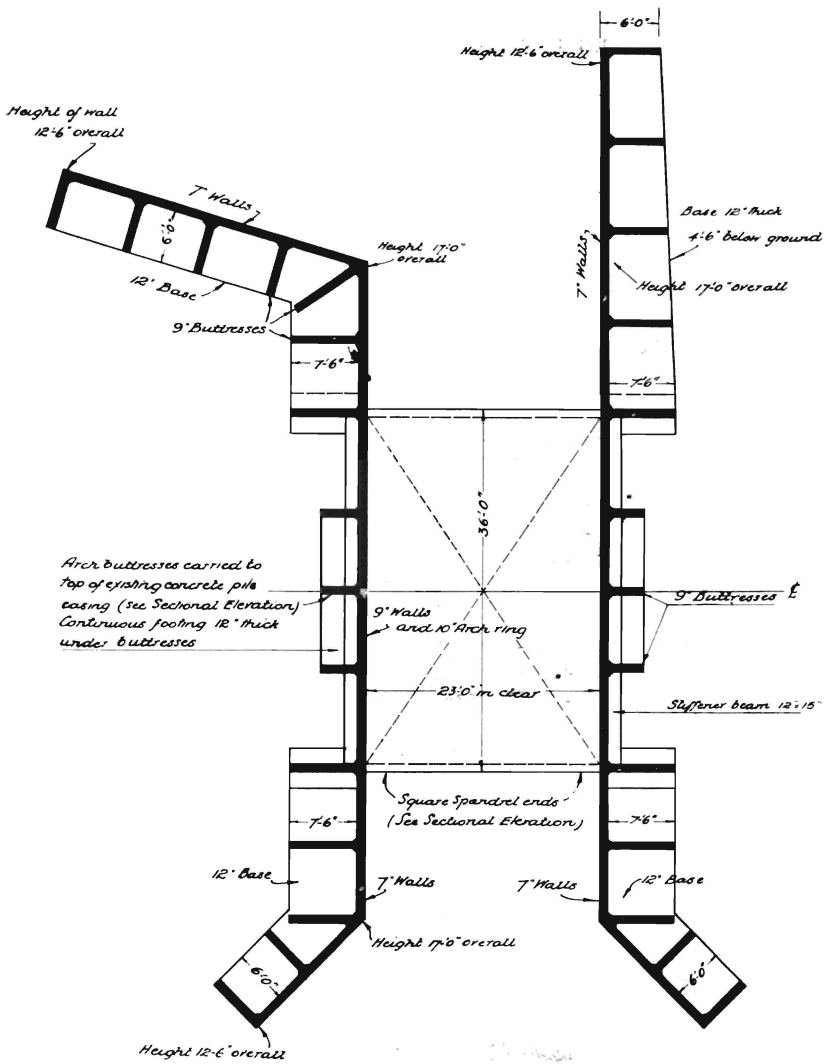 6'-0"
Height 12'-6" overall
Height of wall
12'-6" overall
7" Walls
6'-0"
12" Base
Height 17'-0"
overall
9" Buttresses
7'-6"
7" Walls
Base 12" thick
4'-6" below ground
Height 17'-0" overall
7'-6"
36'-0"
Arch buttresses carried to
top of existing concrete pile
casing (see Sectional Elevation)
Continuous footing 12" thick
under buttresses
9" Walls
and 10" Arch ring
9" Buttresses
℄
23'-0" in clear
Stiffener beam 12" × 15"
Square Spandrel ends
(See Sectional Elevation)
7'-6"
7'-6"
12" Base
7" Walls
7" Walls
12" Base
Height 17'-0" overall
6'-0"
6'-0"
Height 12'-6" overall